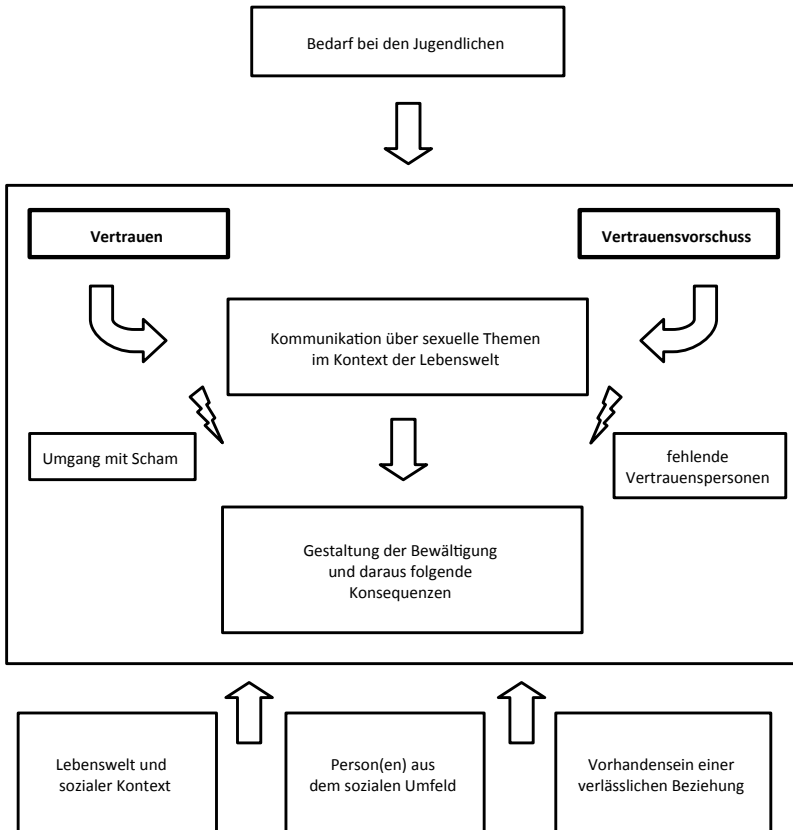 Bedarf bei den Jugendlichen
Vertrauen
Vertrauensvorschuss
Kommunikation über sexuelle Themen
im Kontext der Lebenswelt
Umgang mit Scham
fehlende
Vertrauenspersonen
Gestaltung der Bewältigung
und daraus folgende
Konsequenzen
Lebenswelt und
sozialer Kontext
Person(en) aus
dem sozialen Umfeld
Vorhandensein einer
verlässlichen Beziehung